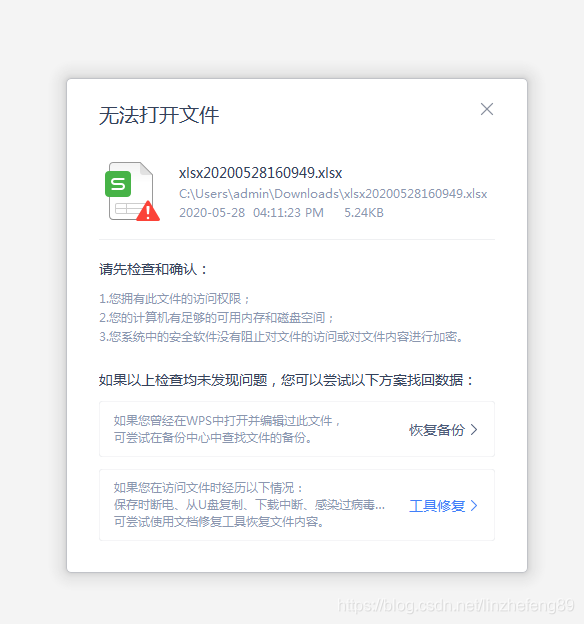 无法打开文件
xlsx20200528160949.xlsx
C:\Users\admin\Downloads\xlsx20200528160949.xlsx
2020-05-28 04:11:23 PM 5.24KB
请先检查和确认：
1.您拥有此文件的访问权限；
2.您的计算机有足够的可用内存和磁盘空间；
3.您系统中的安全软件没有阻止对文件的访问或对文件内容进行加密。
如果以上检查均未发现问题，您可以尝试以下方案找回数据：
如果您曾经在WPS中打开并编辑过此文件，
可尝试在备份中心中查找文件的备份。
恢复备份
如果您在访问文件时经历以下情况：
保存时断电、从U盘复制、下载中断、感染过病毒...
可尝试使用文档修复工具恢复文件内容。
工具修复
https://blog.csdn.net/linzhefeng89